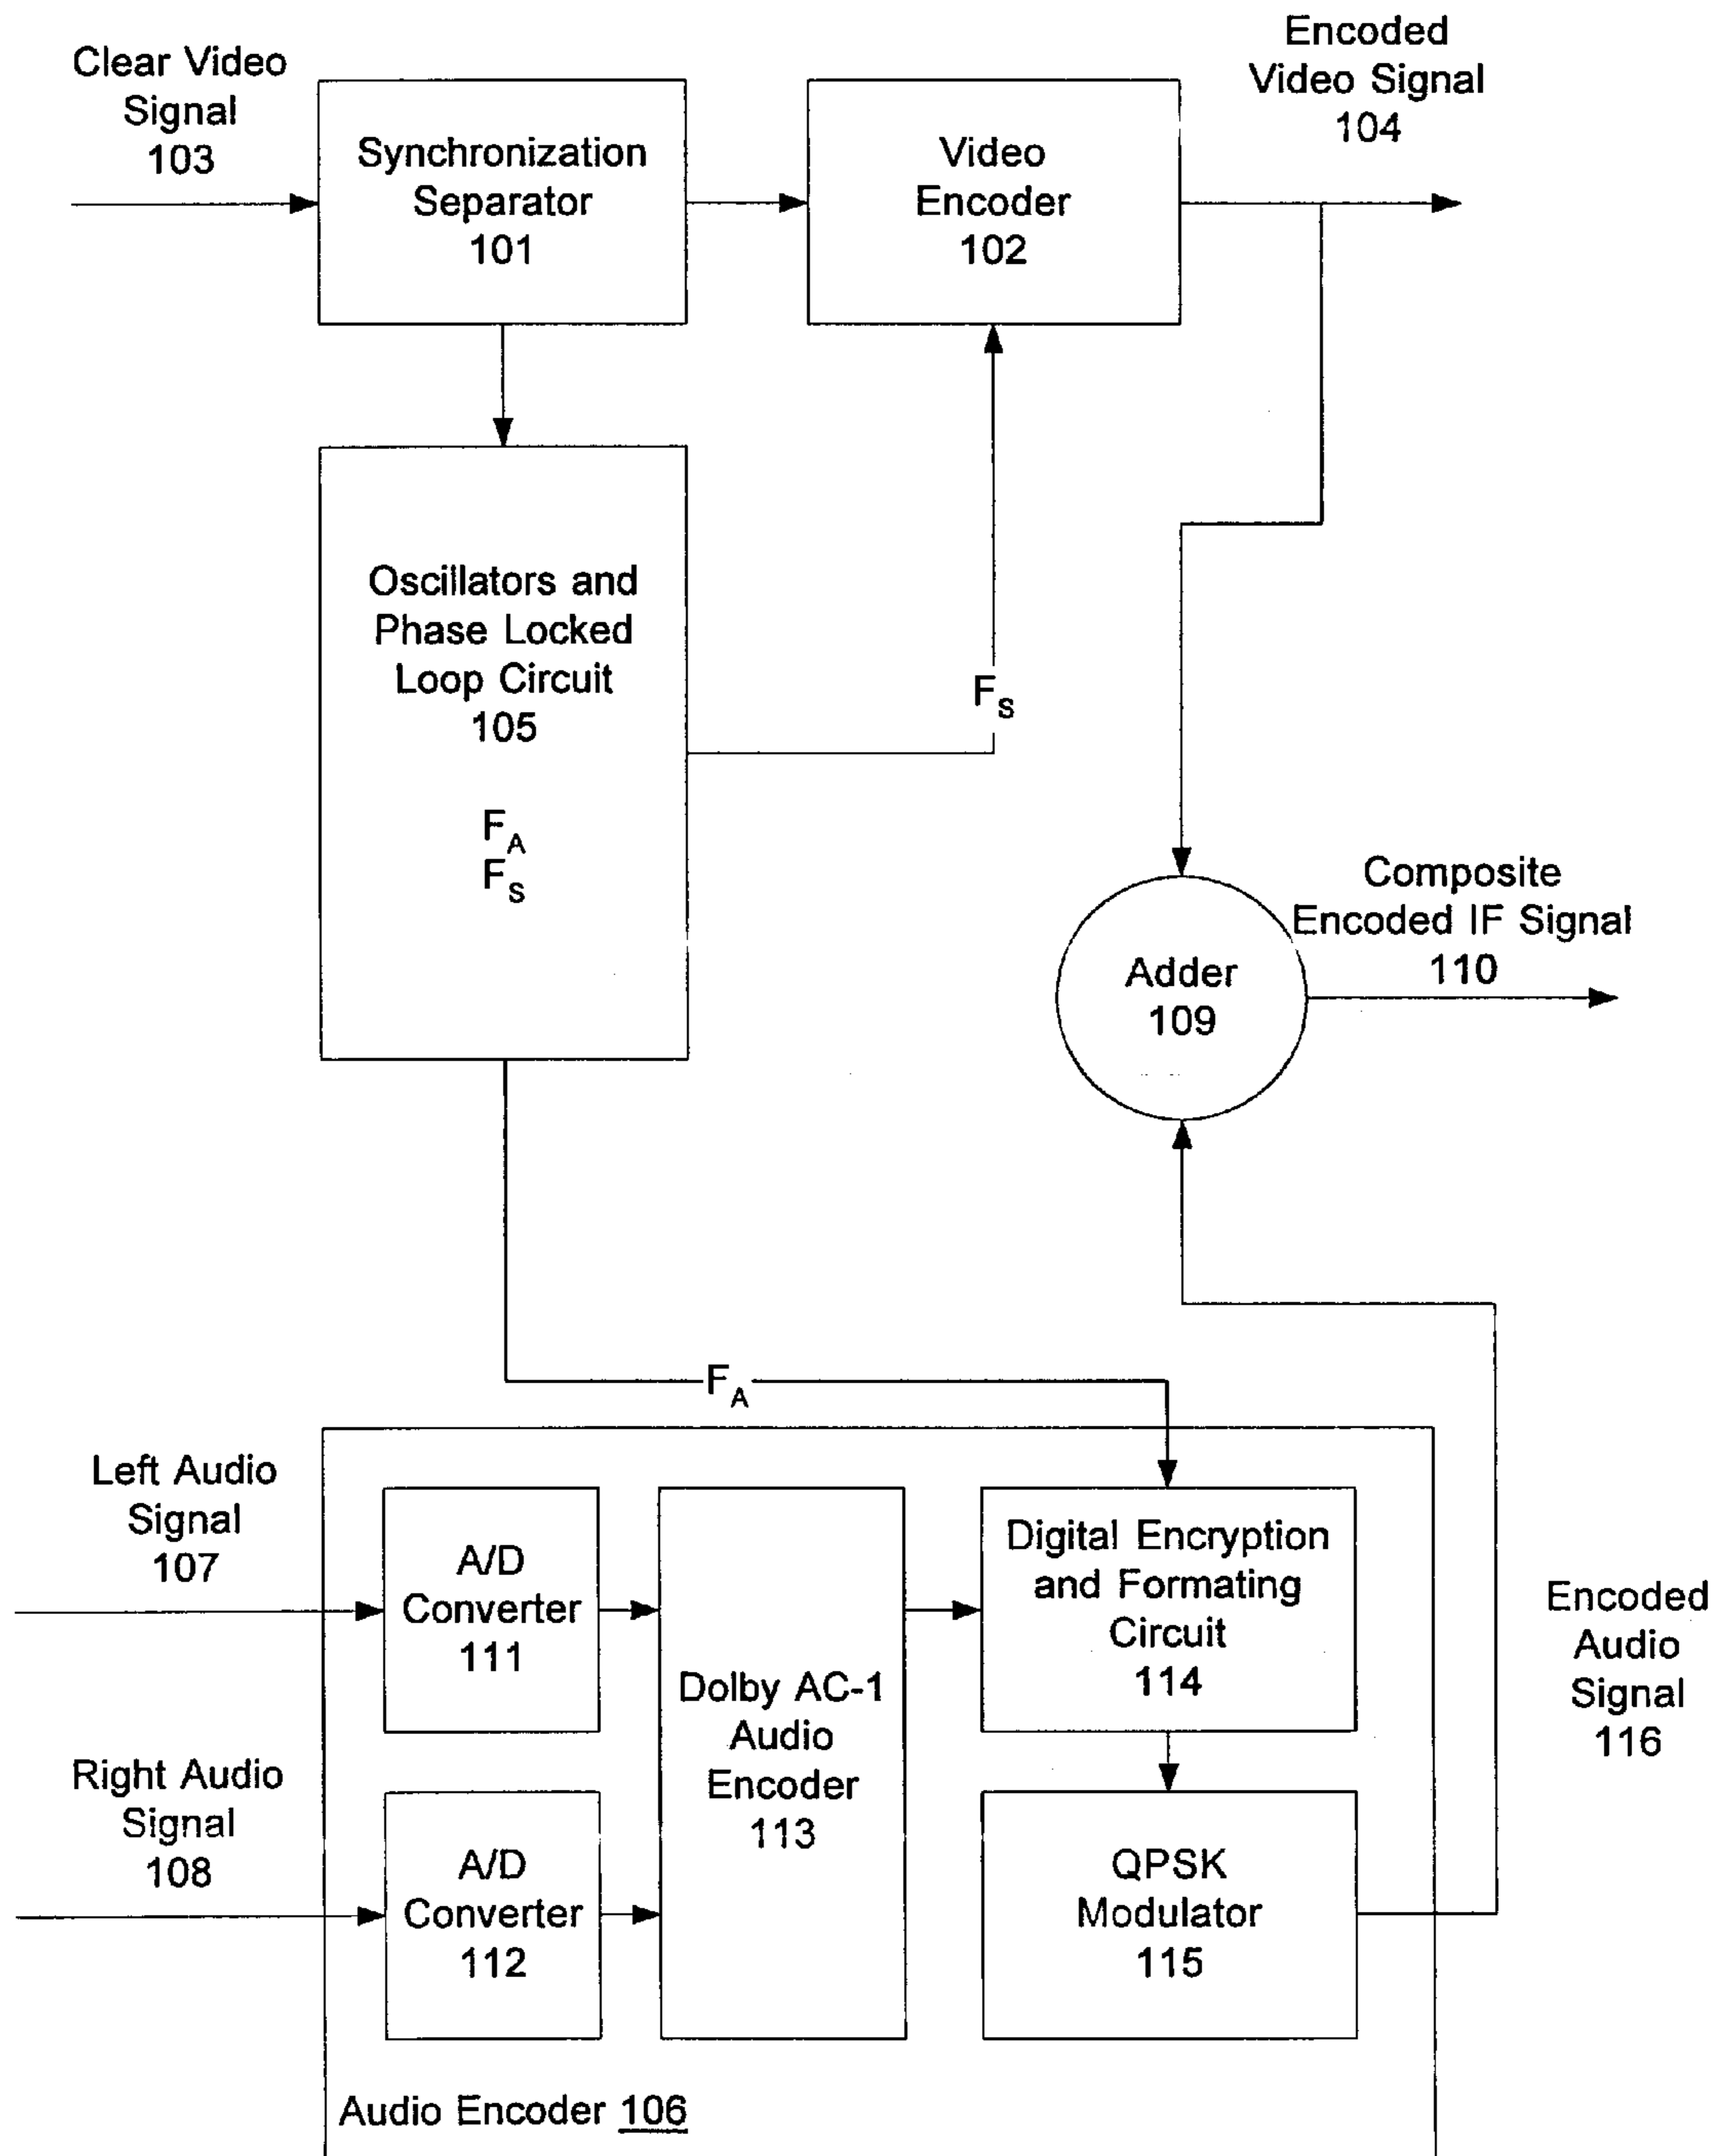 Clear Video
Signal
103
Synchronization
Separator
101
Video
Encoder
102
Encoded
Video Signal
104
Oscillators and
Phase Locked
Loop Circuit
105
FA
FS
FS
Adder
109
Composite
Encoded IF Signal
110
FA
Left Audio
Signal
107
Right Audio
Signal
108
A/D
Converter
111
A/D
Converter
112
Dolby AC-1
Audio
Encoder
113
Digital Encryption
and Formating
Circuit
114
QPSK
Modulator
115
Encoded
Audio
Signal
116
Audio Encoder 106